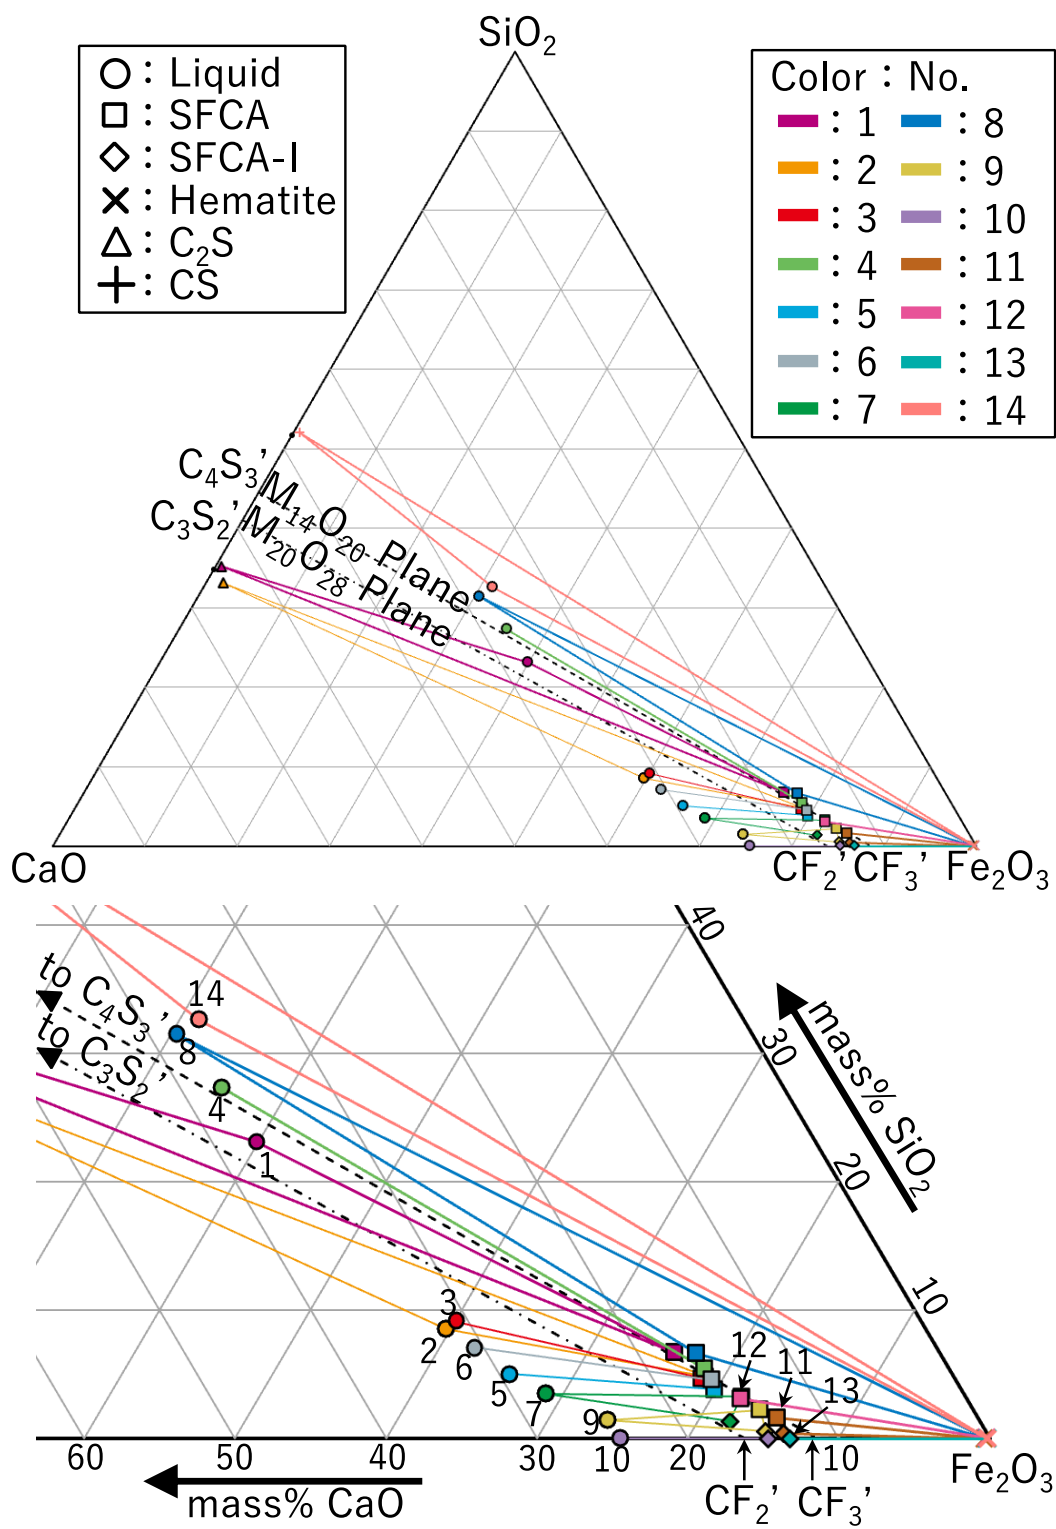 SiO₂
○ : Liquid
□ : SFCA
◇ : SFCA-I
× : Hematite
△ : C₂S
+ : CS
Color : No.
: 1 : 8
: 2 : 9
: 3 : 10
: 4 : 11
: 5 : 12
: 6 : 13
: 7 : 14
C₄S₃'M₁₄O₂₀ Plane
C₃S₂'M₂₀O₂₈ Plane
CaO CF₂' CF₃' Fe₂O₃
40
to C₄S₃'
14
mass% SiO₂
to C₃S₂'
8
30
4
1
20
10
3
2
12
11
6
13
5
7
9
60 50 40 30 10 20 10
Fe₂O₃
mass% CaO
CF₂' CF₃'